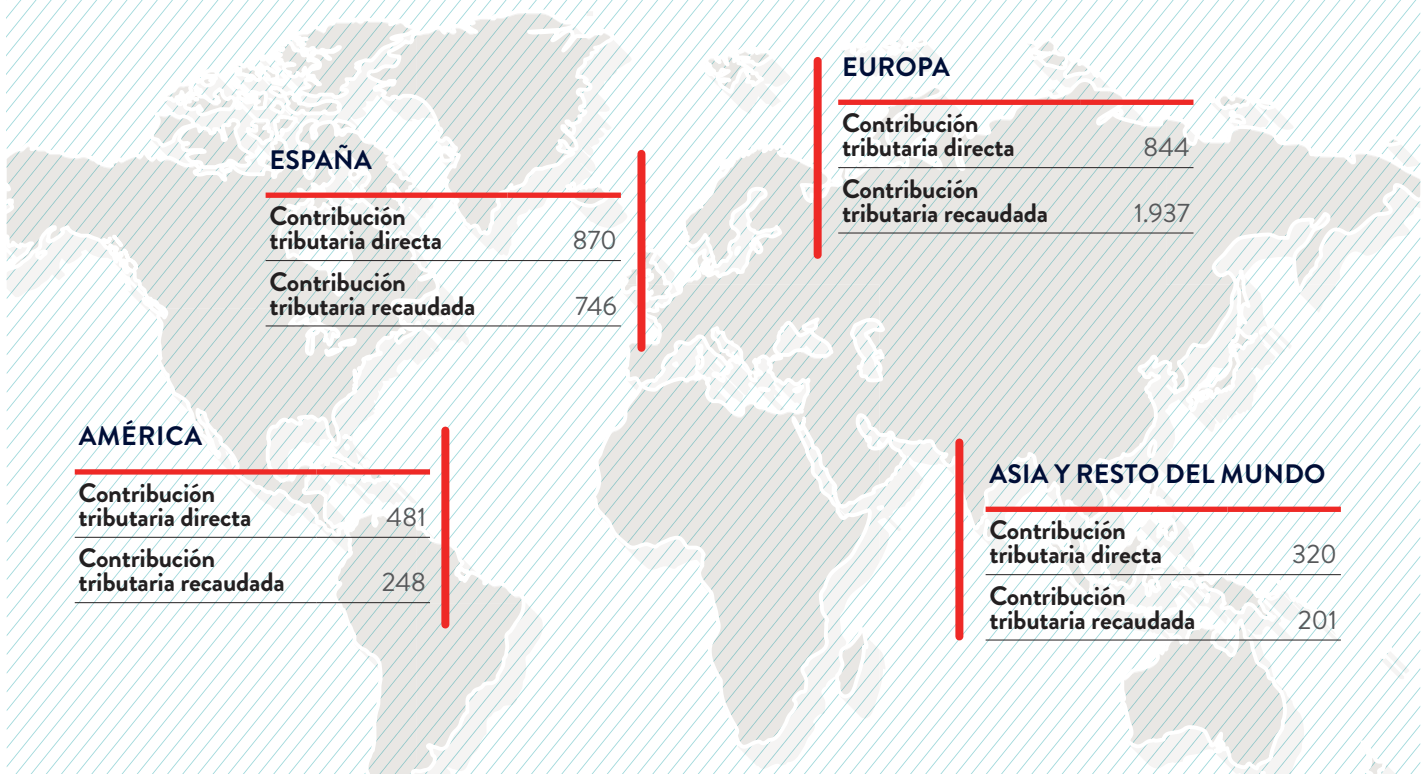 EUROPA
Contribución
tributaria directa 844
Contribución
tributaria recaudada 1.937
ESPAÑA
Contribución
tributaria directa 870
Contribución
tributaria recaudada 746
AMÉRICA
Contribución
tributaria directa 481
Contribución
tributaria recaudada 248
ASIA Y RESTO DEL MUNDO
Contribución
tributaria directa 320
Contribución
tributaria recaudada 201